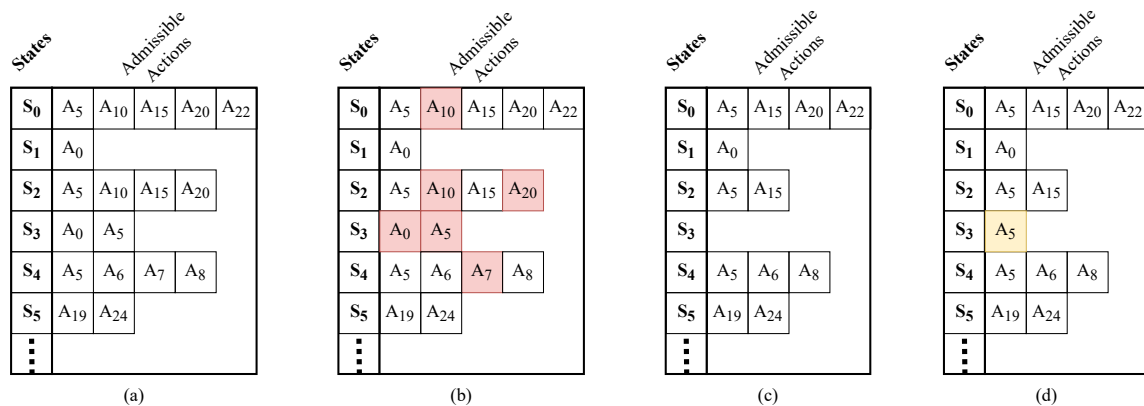 States Admissible Actions
S0 A5 A10 A15 A20 A22
S1 A0
S2 A5 A10 A15 A20
S3 A0 A5
S4 A5 A6 A7 A8
S5 A19 A24
(a)
States Admissible Actions
S0 A5 A10 A15 A20 A22
S1 A0
S2 A5 A10 A15 A20
S3 A0 A5
S4 A5 A6 A7 A8
S5 A19 A24
(b)
States Admissible Actions
S0 A5 A15 A20 A22
S1 A0
S2 A5 A15
S3
S4 A5 A6 A8
S5 A19 A24
(c)
States Admissible Actions
S0 A5 A15 A20 A22
S1 A0
S2 A5 A15
S3 A5
S4 A5 A6 A8
S5 A19 A24
(d)